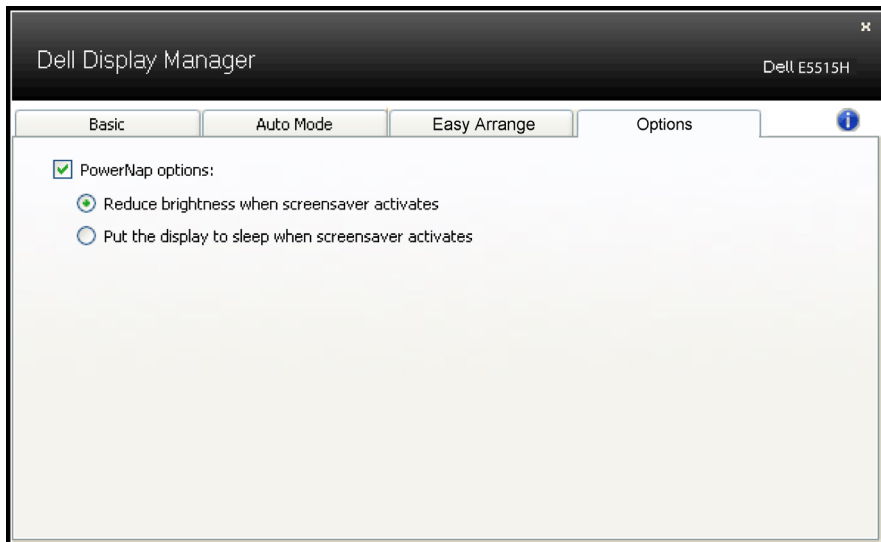 Dell Display Manager
Dell E5515H
Basic
Auto Mode
Easy Arrange
Options
PowerNap options:
Reduce brightness when screensaver activates
Put the display to sleep when screensaver activates